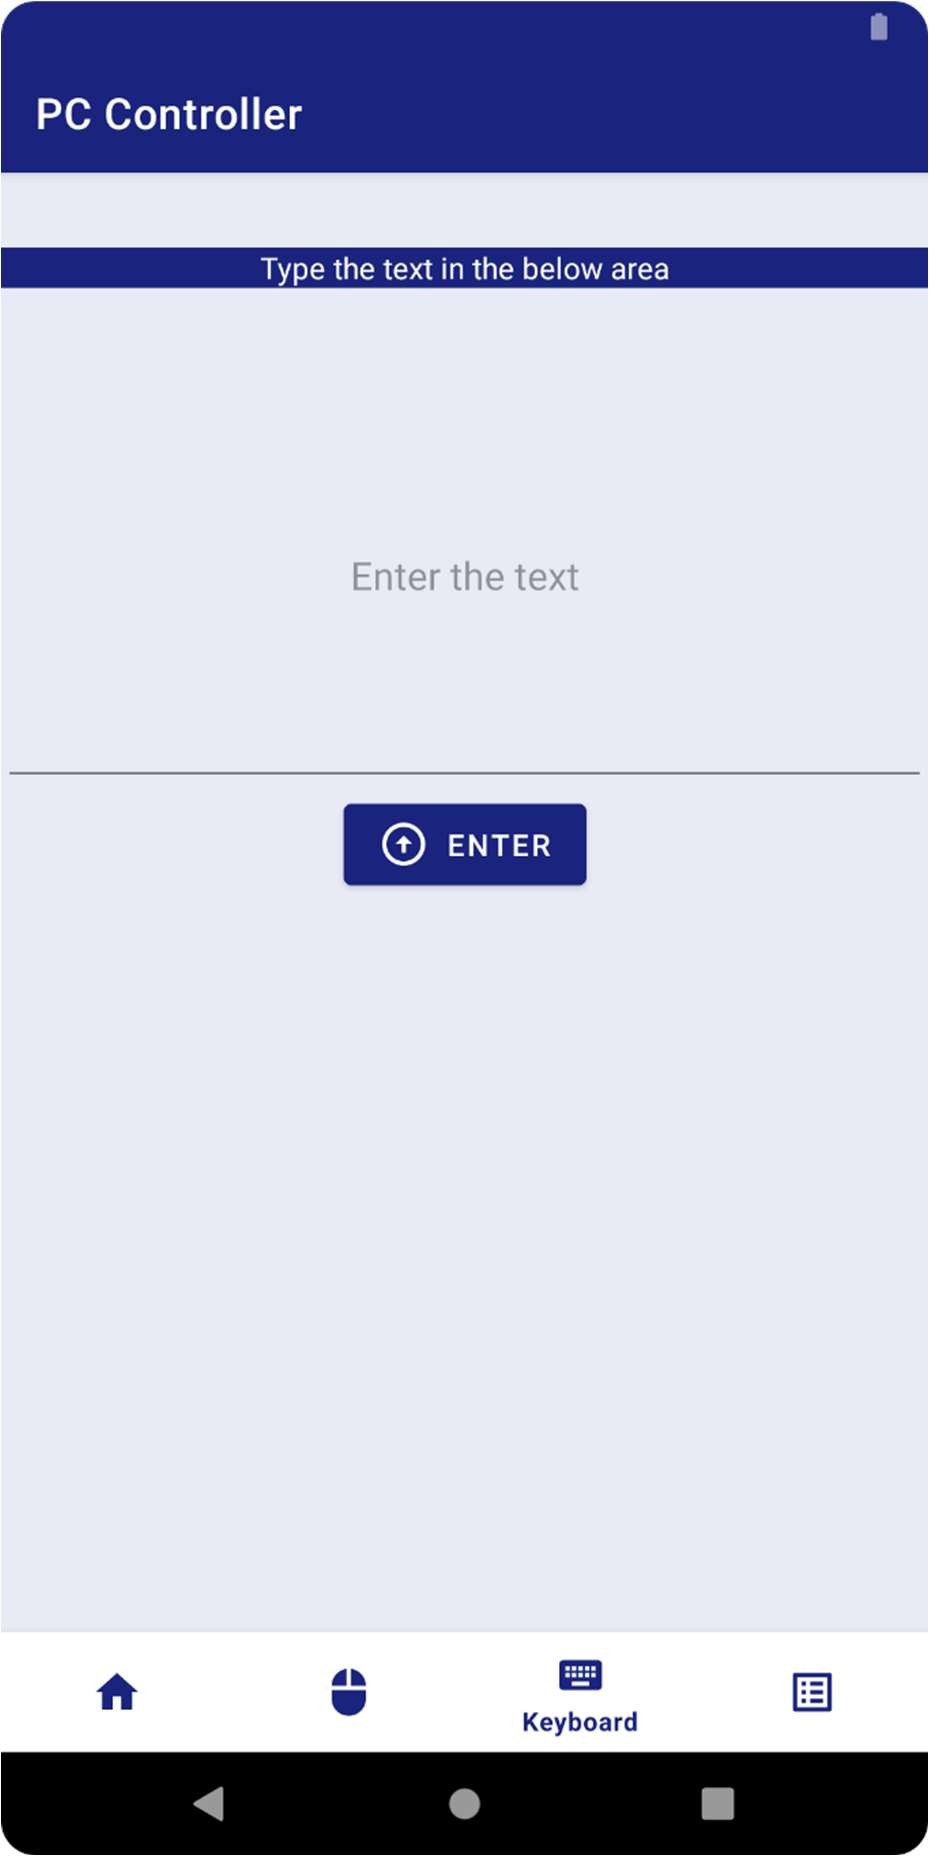 PC Controller
Type the text in the below area
Enter the text
ENTER
Keyboard